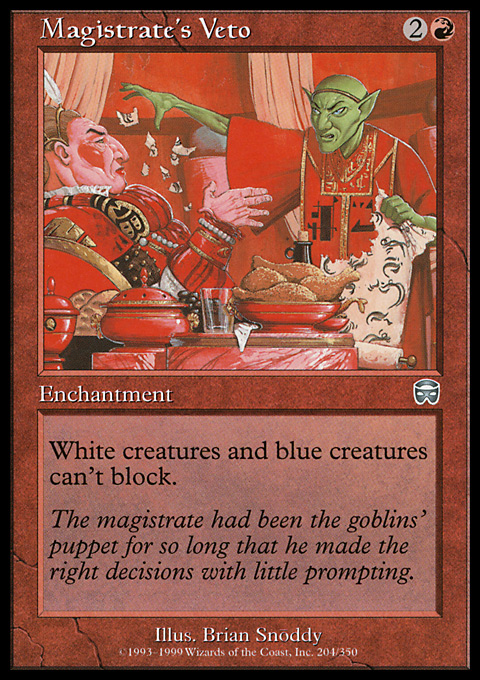 Magistrate's Veto 2
Enchantment
White creatures and blue creatures
can't block.
The magistrate had been the goblins'
puppet for so long that he made the
right decisions with little prompting.
Illus. Brian Snoddy
©1993–1999 Wizards of the Coast, Inc. 204/350